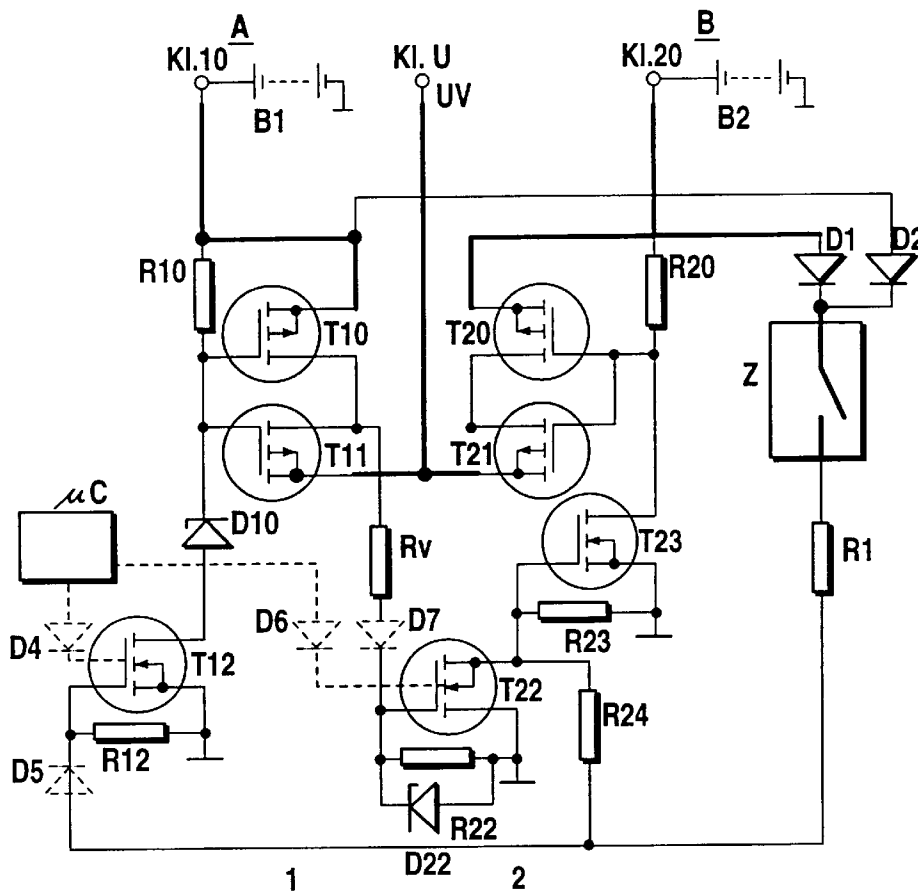 A B
Kl.10 Kl. U Kl.20
UV
B1 B2
D1 D2
R10 R20
T10 T20
Z
T11 T21
μC
D10 Rv T23 R1
D4 D6 D7
T12 R23
T22 R24
R12
D5
R22
D22
1 2